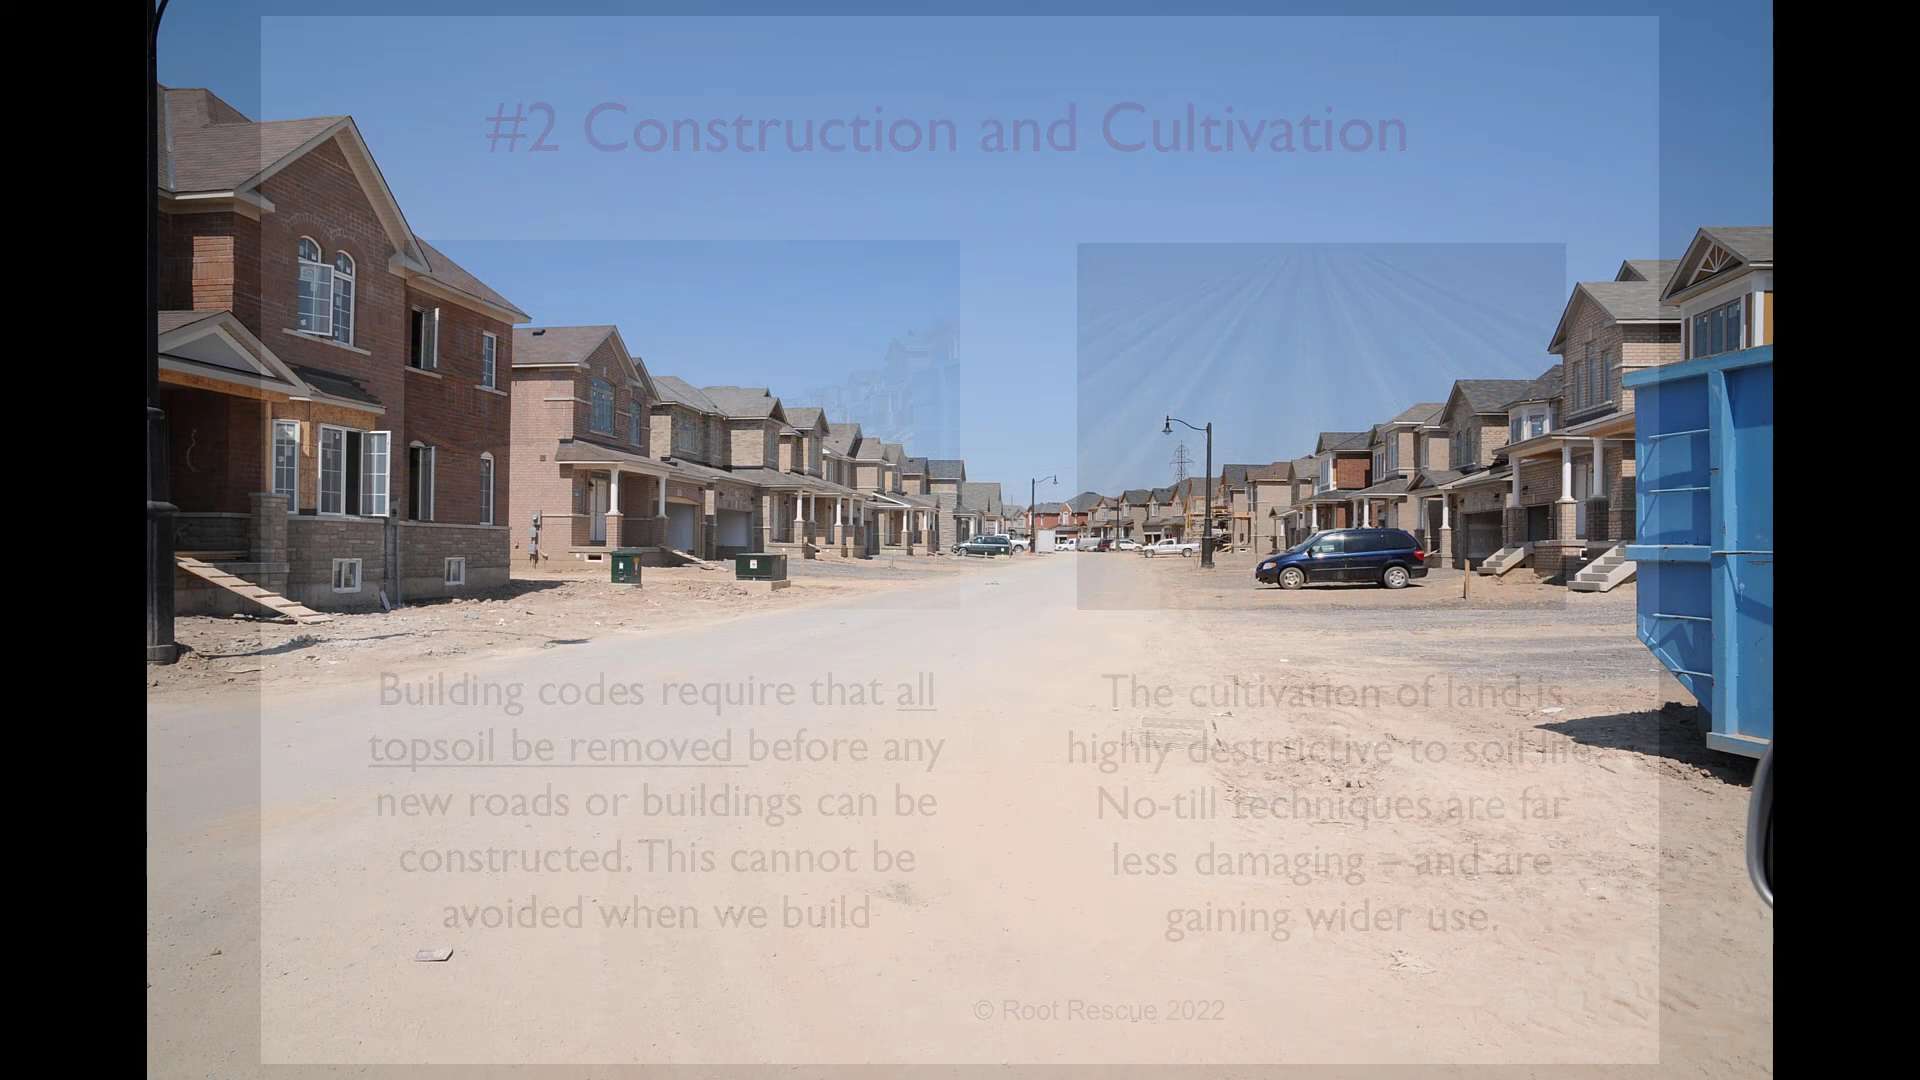 #2 Construction and Cultivation
Building codes require that all
topsoil be removed before any
new roads or buildings can be
constructed. This cannot be
avoided when we build
The cultivation of land is
highly destructive to soil life.
No-till techniques are far
less damaging – and are
gaining wider use.
© Root Rescue 2022